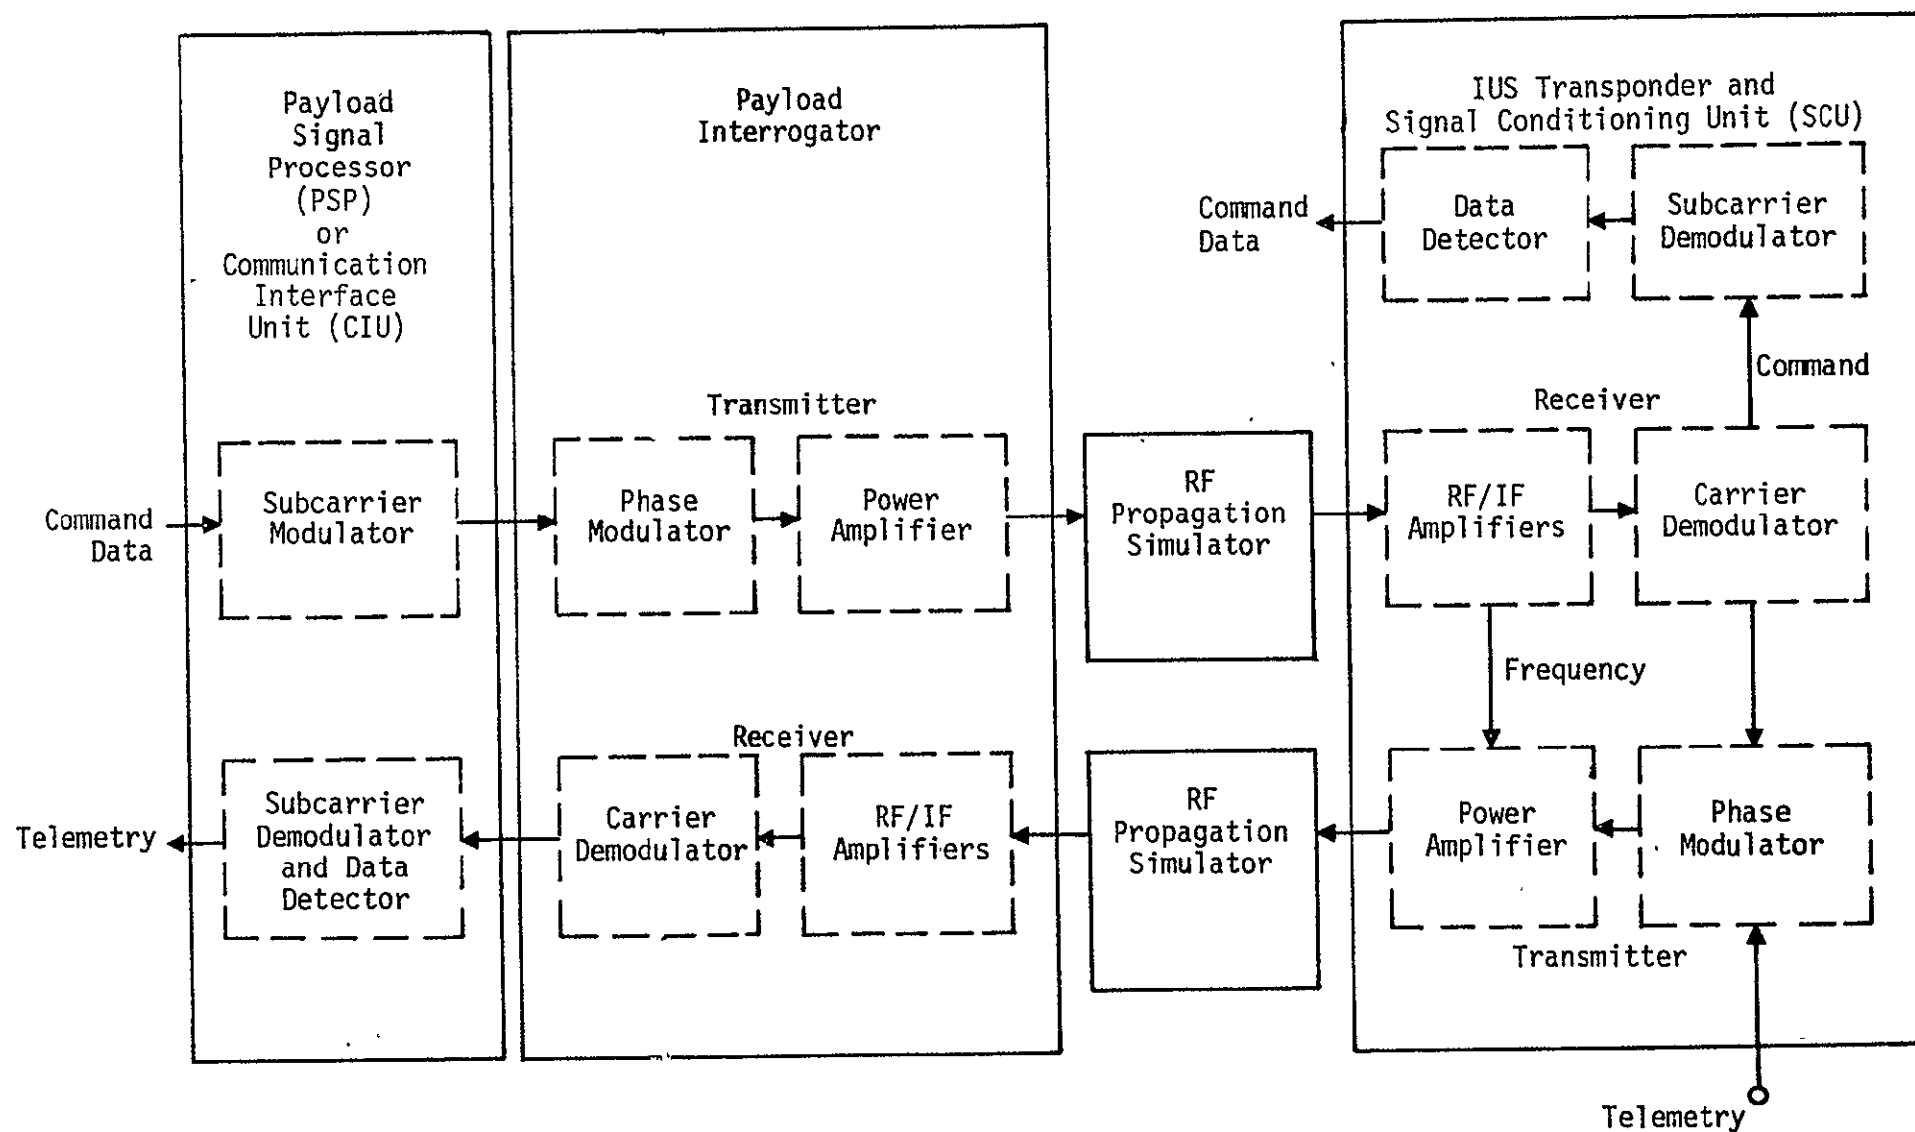 Payload
Signal
Processor
(PSP)
or
Communication
Interface
Unit (CIU)
Payload
Interrogator
IUS Transponder and
Signal Conditioning Unit (SCU)
Command
Data
Data
Detector
Subcarrier
Demodulator
Command
Transmitter
Receiver
Command
Data
Subcarrier
Modulator
Phase
Modulator
Power
Amplifier
RF
Propagation
Simulator
RF/IF
Amplifiers
Carrier
Demodulator
Frequency
Receiver
Telemetry
Subcarrier
Demodulator
and Data
Detector
Carrier
Demodulator
RF/IF
Amplifiers
RF
Propagation
Simulator
Power
Amplifier
Phase
Modulator
Transmitter
Telemetry